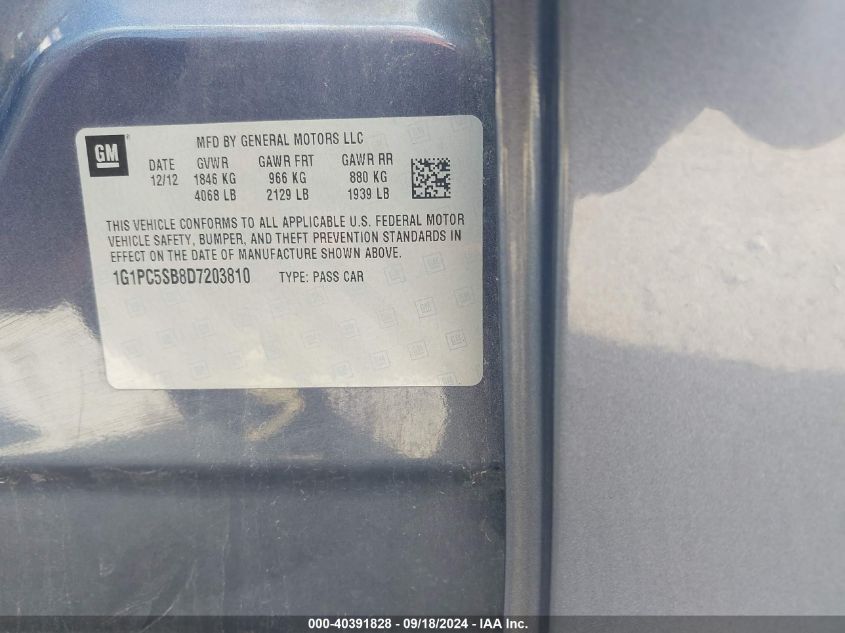 GM
MFD BY GENERAL MOTORS LLC
DATE GVWR GAWR FRT GAWR RR
12/12 1846 KG 966 KG 880 KG
4068 LB 2129 LB 1939 LB
THIS VEHICLE CONFORMS TO ALL APPLICABLE U.S. FEDERAL MOTOR
VEHICLE SAFETY, BUMPER, AND THEFT PREVENTION STANDARDS IN
EFFECT ON THE DATE OF MANUFACTURE SHOWN ABOVE.
1G1PC5SB8D7203810 TYPE: PASS CAR
000-40391828 - 09/18/2024 - IAA Inc.